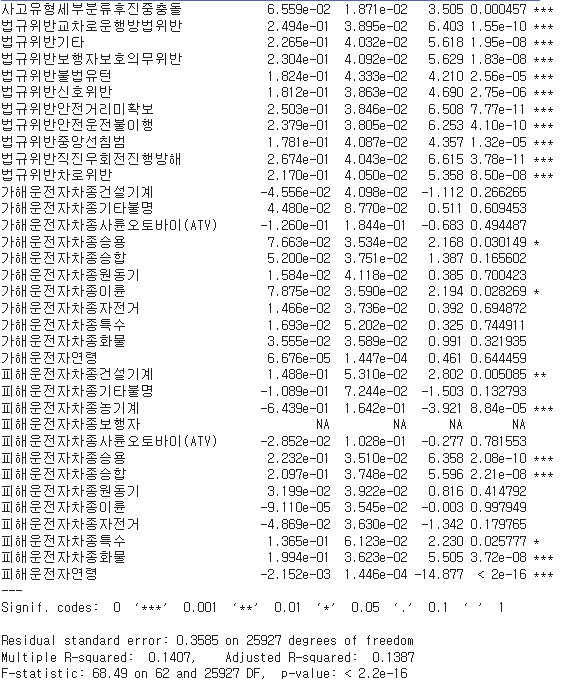 사고유형세부분류후진중충돌 6.559e-02 1.871e-02 3.505 0.000457 ***
법규위반교차로운행방법위반 2.494e-01 3.895e-02 6.403 1.55e-10 ***
법규위반기타 2.265e-01 4.032e-02 5.618 1.95e-08 ***
법규위반보행자보호의무위반 2.304e-01 4.092e-02 5.629 1.83e-08 ***
법규위반불법유턴 1.824e-01 4.333e-02 4.210 2.56e-05 ***
법규위반신호위반 1.812e-01 3.863e-02 4.690 2.75e-06 ***
법규위반안전거리미확보 2.503e-01 3.846e-02 6.508 7.77e-11 ***
법규위반안전운전불이행 2.379e-01 3.805e-02 6.253 4.10e-10 ***
법규위반중앙선침범 1.781e-01 4.087e-02 4.357 1.32e-05 ***
법규위반직진우회전진행방해 2.674e-01 4.043e-02 6.615 3.78e-11 ***
법규위반차로위반 2.170e-01 4.050e-02 5.358 8.50e-08 ***
가해운전자차종건설기계 -4.556e-02 4.098e-02 -1.112 0.266265
가해운전자차종기타불명 4.480e-02 8.770e-02 0.511 0.609453
가해운전자차종사륜오토바이(ATV) -1.260e-01 1.844e-01 -0.683 0.494487
가해운전자차종승용 7.663e-02 3.534e-02 2.168 0.030149 *
가해운전자차종승합 5.200e-02 3.751e-02 1.387 0.165602
가해운전자차종원동기 1.584e-02 4.118e-02 0.385 0.700423
가해운전자차종이륜 7.875e-02 3.590e-02 2.194 0.028269 *
가해운전자차종자전거 1.466e-02 3.736e-02 0.392 0.694872
가해운전자차종특수 1.693e-02 5.202e-02 0.325 0.744911
가해운전자차종화물 3.555e-02 3.589e-02 0.991 0.321935
가해운전자연령 6.676e-05 1.447e-04 0.461 0.644459
피해운전자차종건설기계 1.488e-01 5.310e-02 2.802 0.005085 **
피해운전자차종기타불명 -1.089e-01 7.244e-02 -1.503 0.132793
피해운전자차종농기계 -6.439e-01 1.642e-01 -3.921 8.84e-05 ***
피해운전자차종보행자 NA NA NA NA
피해운전자차종사륜오토바이(ATV) -2.852e-02 1.028e-01 -0.277 0.781553
피해운전자차종승용 2.232e-01 3.510e-02 6.358 2.08e-10 ***
피해운전자차종승합 2.097e-01 3.748e-02 5.596 2.21e-08 ***
피해운전자차종원동기 3.199e-02 3.922e-02 0.816 0.414792
피해운전자차종이륜 -9.110e-05 3.545e-02 -0.003 0.997949
피해운전자차종자전거 -4.869e-02 3.630e-02 -1.342 0.179765
피해운전자차종특수 1.365e-01 6.123e-02 2.230 0.025777 *
피해운전자차종화물 1.994e-01 3.623e-02 5.505 3.72e-08 ***
피해운전자연령 -2.152e-03 1.446e-04 -14.877 < 2e-16 ***
---
Signif. codes: 0 ‘***’ 0.001 ‘**’ 0.01 ‘*’ 0.05 ‘.’ 0.1 ‘ ’ 1
Residual standard error: 0.3585 on 25927 degrees of freedom
Multiple R-squared: 0.1407, Adjusted R-squared: 0.1387
F-statistic: 68.49 on 62 and 25927 DF, p-value: < 2.2e-16